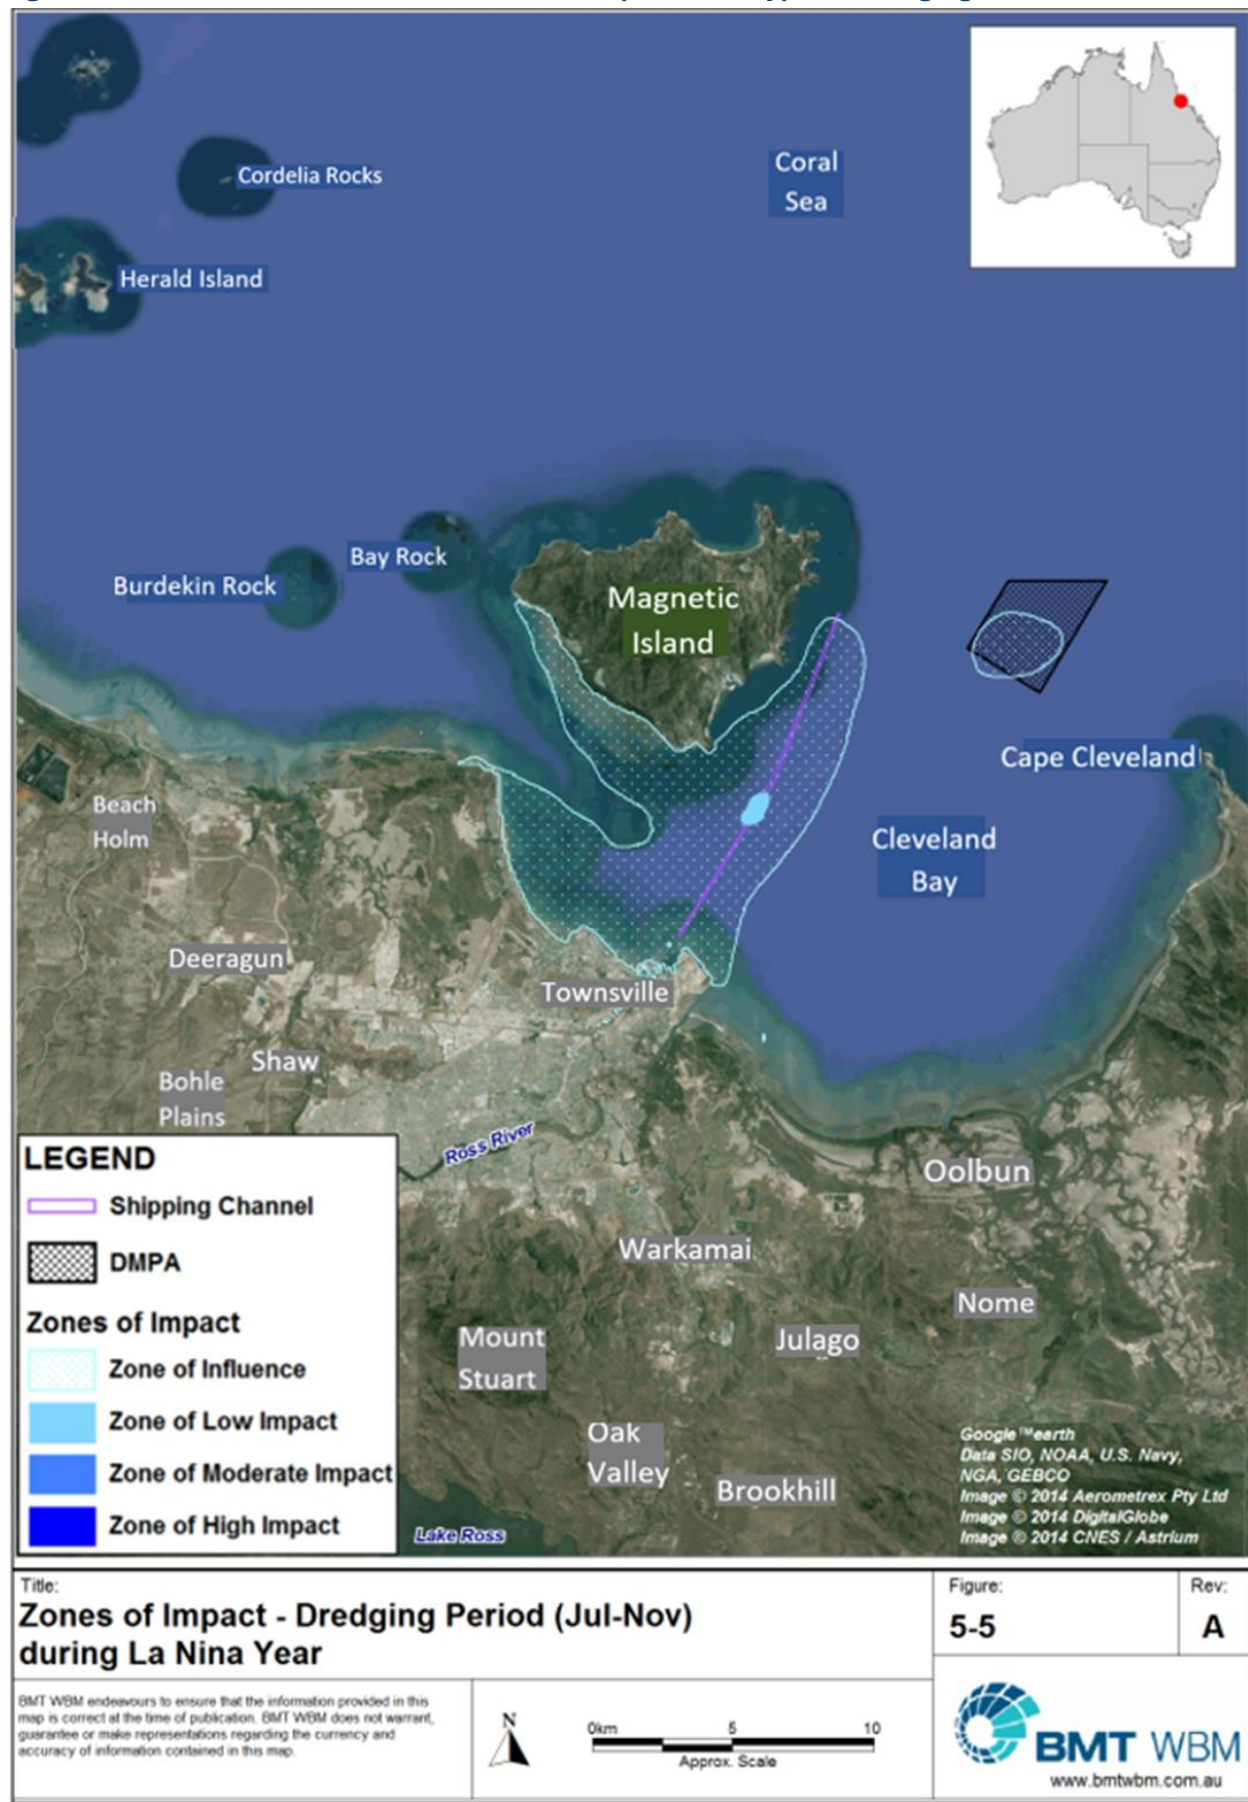 Cordelia Rocks
Coral
Sea
Herald Island
Bay Rock
Burdekin Rock
Magnetic
Island
Cape Cleveland
Beach
Holm
Cleveland
Bay
Deeragun
Townsville
Shaw
Bohle
Plains
Ross River
Oolbun
Warkamai
Nome
Julago
Mount
Stuart
Oak
Valley
Brookhill
Lake Ross
LEGEND
Shipping Channel
DMPA
Zones of Impact
Zone of Influence
Zone of Low Impact
Zone of Moderate Impact
Zone of High Impact
Google™earth
Data SIO, NOAA, U.S. Navy,
NGA, GEBCO
Image © 2014 Aerometrex Pty Ltd
Image © 2014 DigitalGlobe
Image © 2014 CNES / Astrium
Title:
Zones of Impact - Dredging Period (Jul-Nov)
during La Nina Year
Figure:
5-5
Rev:
A
BMT WBM endeavours to ensure that the information provided in this
map is correct at the time of publication. BMT WBM does not warrant,
guarantee or make representations regarding the currency and
accuracy of information contained in this map.
N
0km 5 10
Approx. Scale
BMT WBM
www.bmtwbm.com.au